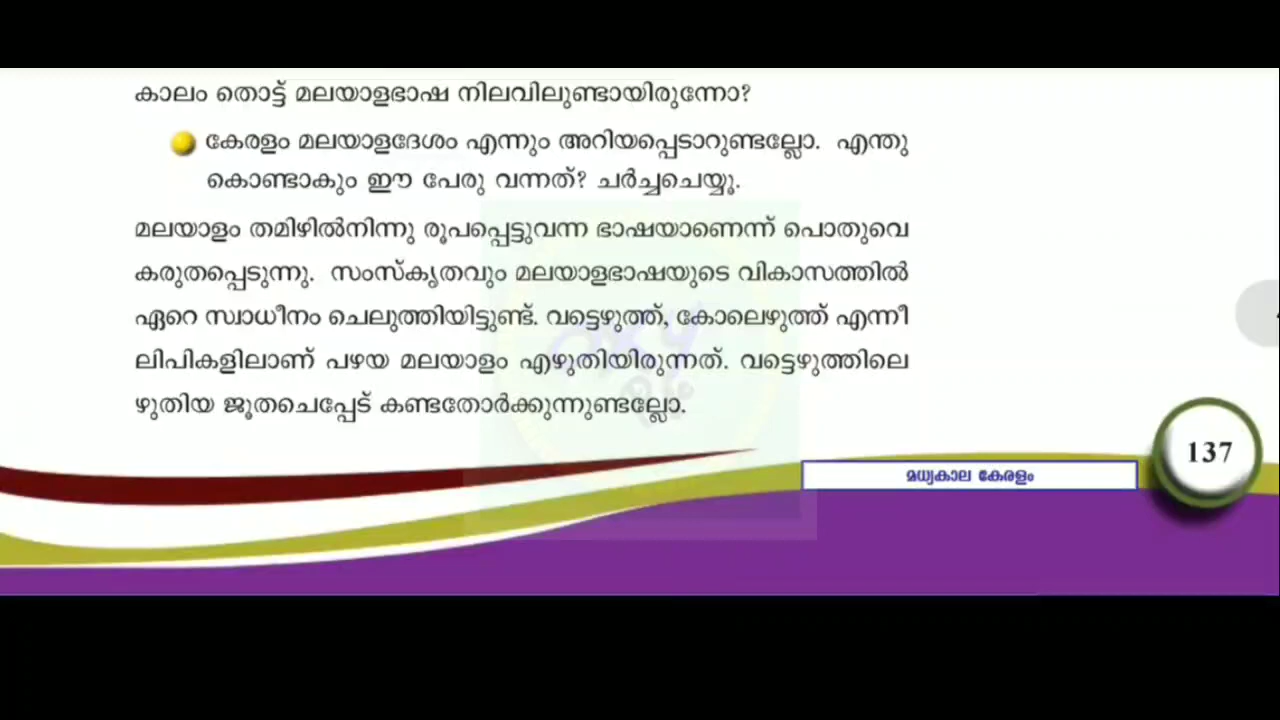 കാലം തൊട്ട് മലയാളഭാഷ നിലവിലുണ്ടായിരുന്നോ?
കേരളം മലയാളദേശം എന്നും അറിയപ്പെടാറുണ്ടല്ലോ. എന്തു
കൊണ്ടാകും ഈ പേരു വന്നത്? ചർച്ചചെയ്യൂ.
മലയാളം തമിഴിൽനിന്നു രൂപപ്പെട്ടുവന്ന ഭാഷയാണെന്ന് പൊതുവെ
കരുതപ്പെടുന്നു. സംസ്കൃതവും മലയാളഭാഷയുടെ വികാസത്തിൽ
ഏറെ സ്വാധീനം ചെലുത്തിയിട്ടുണ്ട്. വട്ടെഴുത്ത്, കോലെഴുത്ത് എന്നീ
ലിപികളിലാണ് പഴയ മലയാളം എഴുതിയിരുന്നത്. വട്ടെഴുത്തിലെ
ഴുതിയ ജൂതചെപ്പേട് കണ്ടതോർക്കുന്നുണ്ടല്ലോ.
137
മധ്യകാല കേരളം